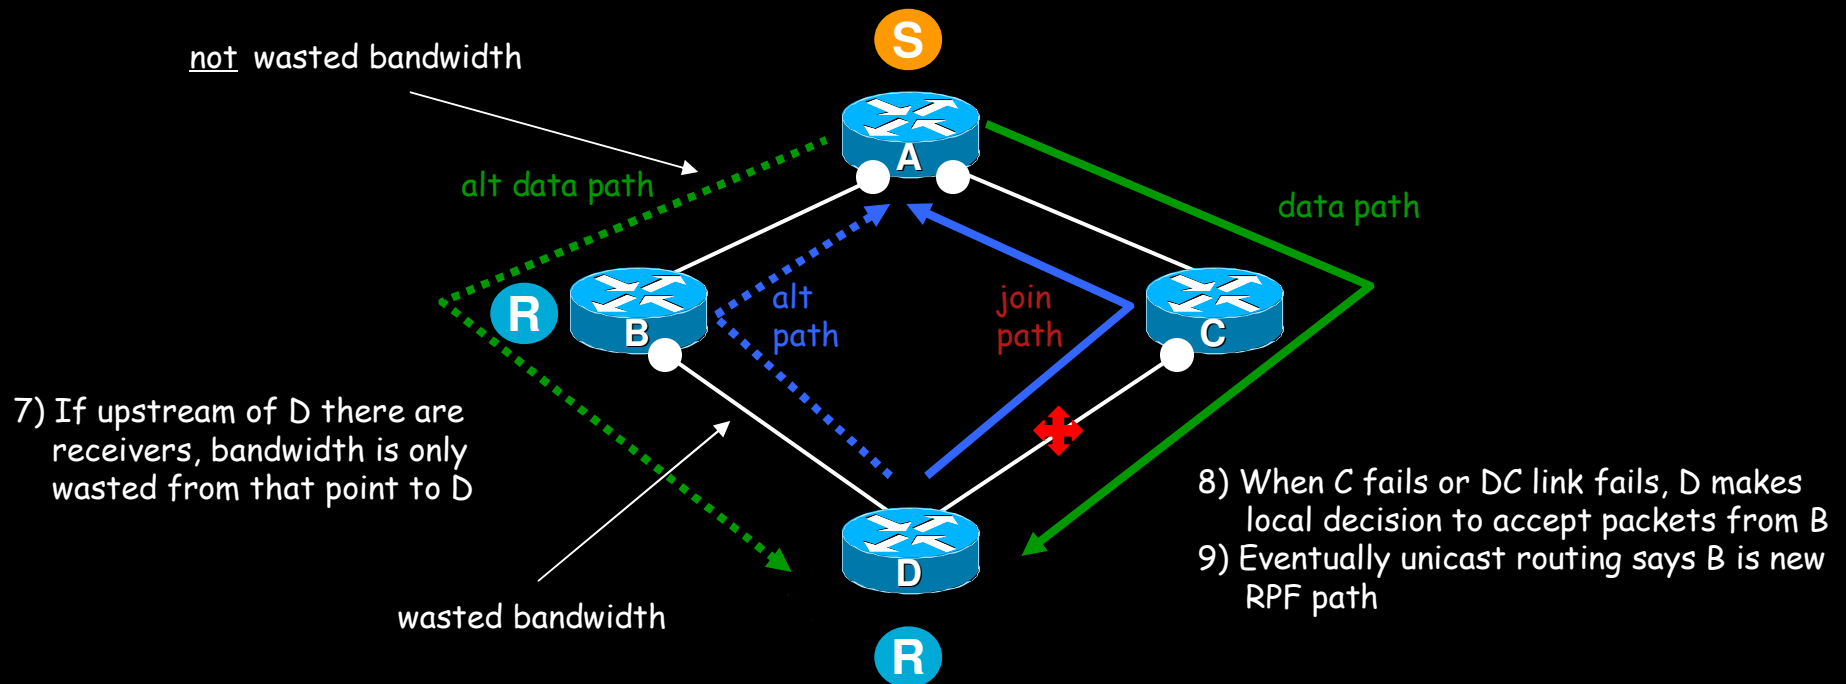 S
not wasted bandwidth
A
alt data path
data path
R
B
alt
path
join
path
C
7) If upstream of D there are
receivers, bandwidth is only
wasted from that point to D
8) When C fails or DC link fails, D makes
local decision to accept packets from B
9) Eventually unicast routing says B is new
RPF path
D
wasted bandwidth
R